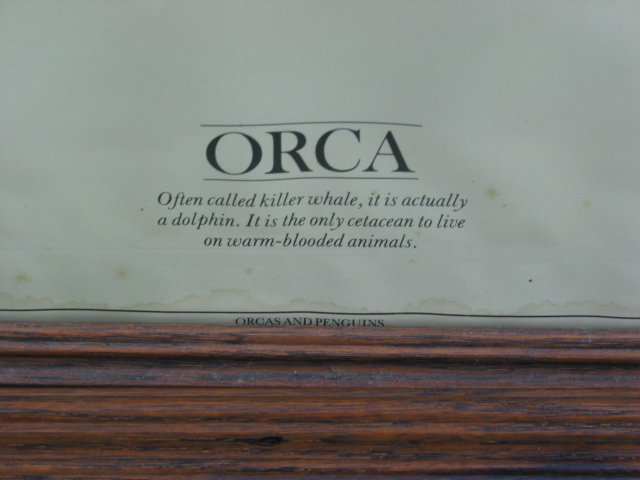 ORCA
Often called killer whale, it is actually
a dolphin. It is the only cetacean to live
on warm-blooded animals.
ORCAS AND PENGUINS